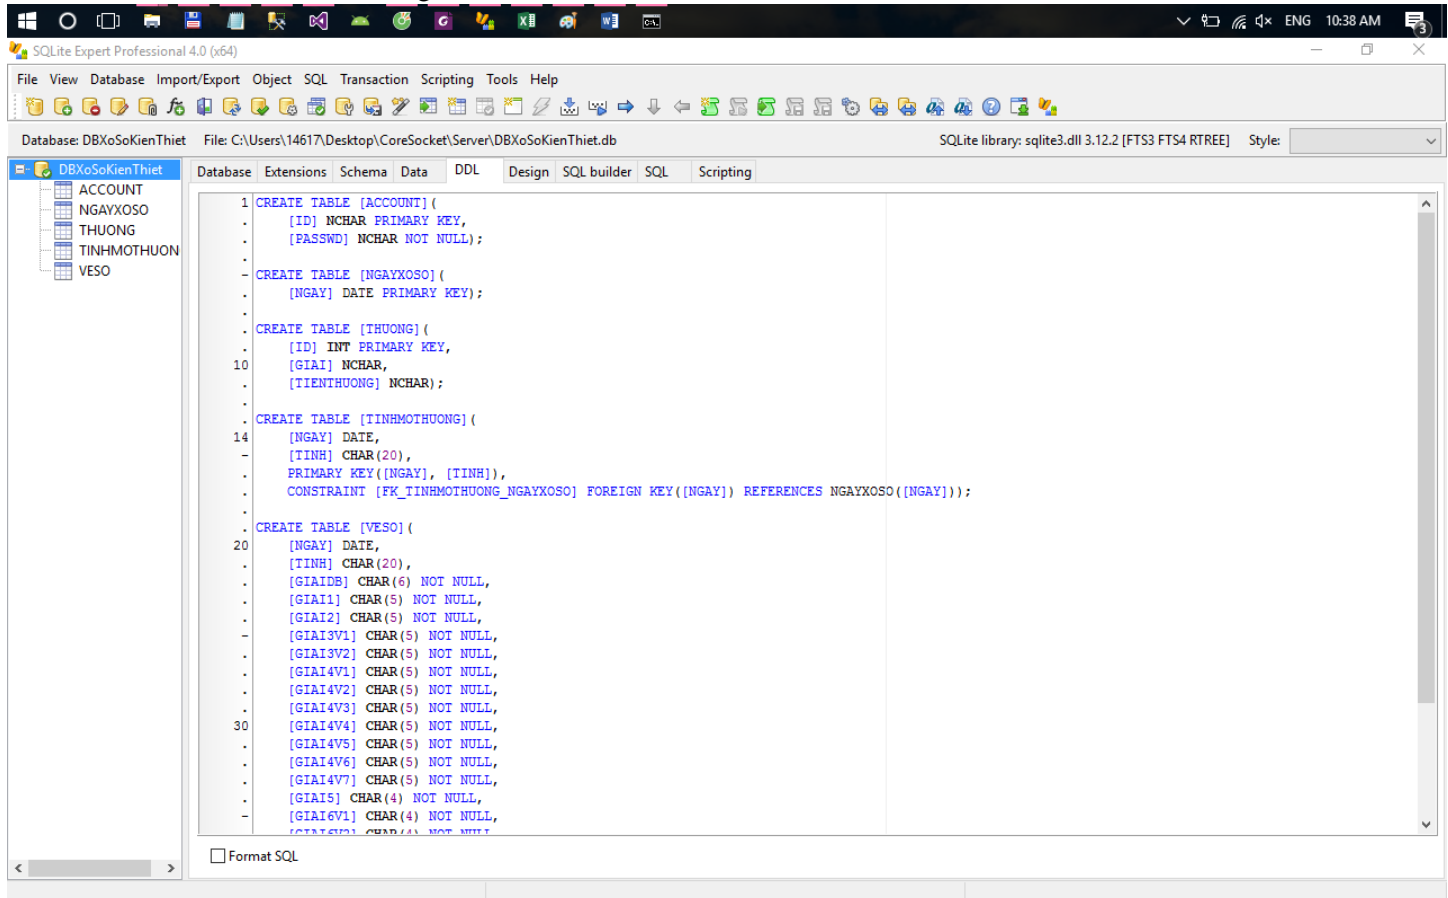 ENG 10:38 AM
3
SQLite Expert Professional 4.0 (x64)
File View Database Import/Export Object SQL Transaction Scripting Tools Help
Database: DBXoSoKienThiet File: C:\Users\14617\Desktop\CoreSocket\Server\DBXoSoKienThiet.db SQLite library: sqlite3.dll 3.12.2 [FTS3 FTS4 RTREE] Style:
DBXoSoKienThiet
ACCOUNT
NGAYXOSO
THUONG
TINHMOTHUON
VESO
Database Extensions Schema Data DDL Design SQL builder SQL Scripting
1 CREATE TABLE [ACCOUNT](
[ID] NCHAR PRIMARY KEY,
[PASSWD] NCHAR NOT NULL);
CREATE TABLE [NGAYXOSO](
[NGAY] DATE PRIMARY KEY);
CREATE TABLE [THUONG](
[ID] INT PRIMARY KEY,
10 [GIAI] NCHAR,
[TIENTHUONG] NCHAR);
CREATE TABLE [TINHMOTHUONG](
14 [NGAY] DATE,
[TINH] CHAR(20),
PRIMARY KEY([NGAY], [TINH]),
CONSTRAINT [FK_TINHMOTHUONG_NGAYXOSO] FOREIGN KEY([NGAY]) REFERENCES NGAYXOSO([NGAY]));
CREATE TABLE [VESO](
20 [NGAY] DATE,
[TINH] CHAR(20),
[GIAIDB] CHAR(6) NOT NULL,
[GIAI1] CHAR(5) NOT NULL,
[GIAI2] CHAR(5) NOT NULL,
[GIAI3V1] CHAR(5) NOT NULL,
[GIAI3V2] CHAR(5) NOT NULL,
[GIAI4V1] CHAR(5) NOT NULL,
[GIAI4V2] CHAR(5) NOT NULL,
[GIAI4V3] CHAR(5) NOT NULL,
30 [GIAI4V4] CHAR(5) NOT NULL,
[GIAI4V5] CHAR(5) NOT NULL,
[GIAI4V6] CHAR(5) NOT NULL,
[GIAI4V7] CHAR(5) NOT NULL,
[GIAI5] CHAR(4) NOT NULL,
[GIAI6V1] CHAR(4) NOT NULL,
[GIAI6V2] CHAR(4) NOT NULL
Format SQL